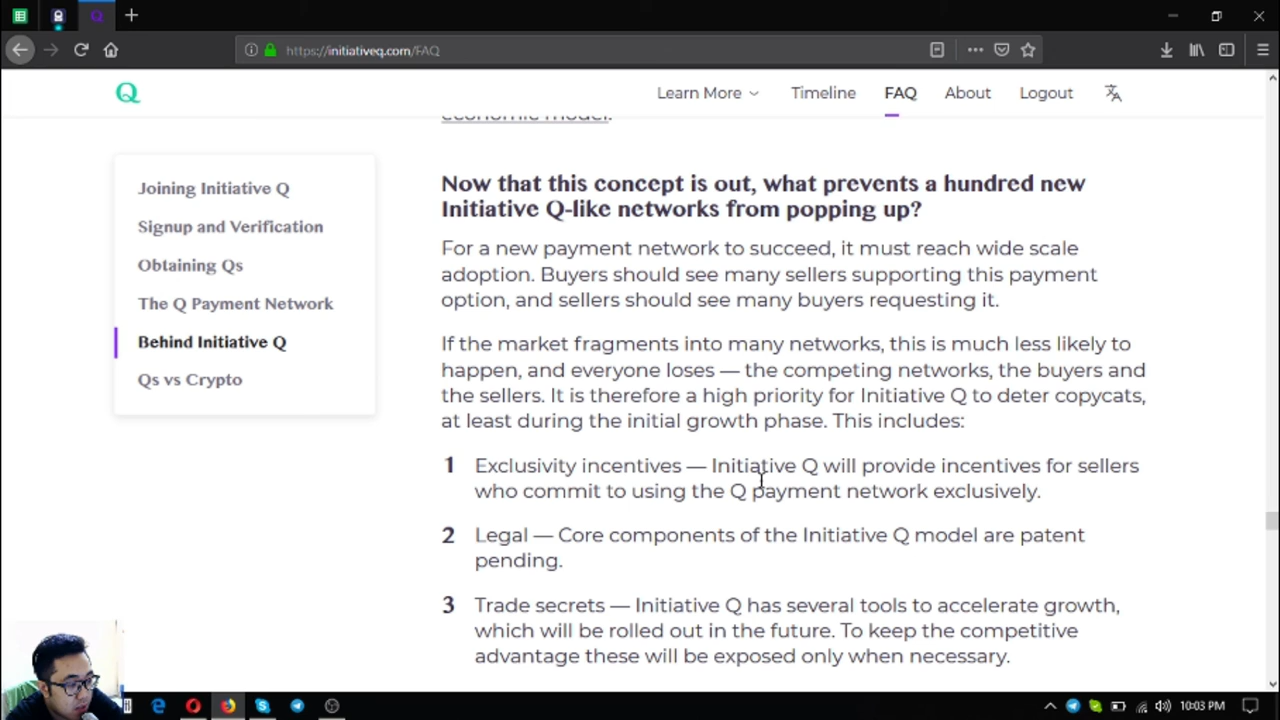 Q
https://initiativeq.com/FAQ
Q
Learn More
Timeline
FAQ
About
Logout
economic model.
Joining Initiative Q
Signup and Verification
Obtaining Qs
The Q Payment Network
Behind Initiative Q
Qs vs Crypto
Now that this concept is out, what prevents a hundred new
Initiative Q-like networks from popping up?
For a new payment network to succeed, it must reach wide scale
adoption. Buyers should see many sellers supporting this payment
option, and sellers should see many buyers requesting it.
If the market fragments into many networks, this is much less likely to
happen, and everyone loses — the competing networks, the buyers and
the sellers. It is therefore a high priority for Initiative Q to deter copycats,
at least during the initial growth phase. This includes:
1 Exclusivity incentives — Initiative Q will provide incentives for sellers
who commit to using the Q payment network exclusively.
2 Legal — Core components of the Initiative Q model are patent
pending.
3 Trade secrets — Initiative Q has several tools to accelerate growth,
which will be rolled out in the future. To keep the competitive
advantage these will be exposed only when necessary.
10:03 PM